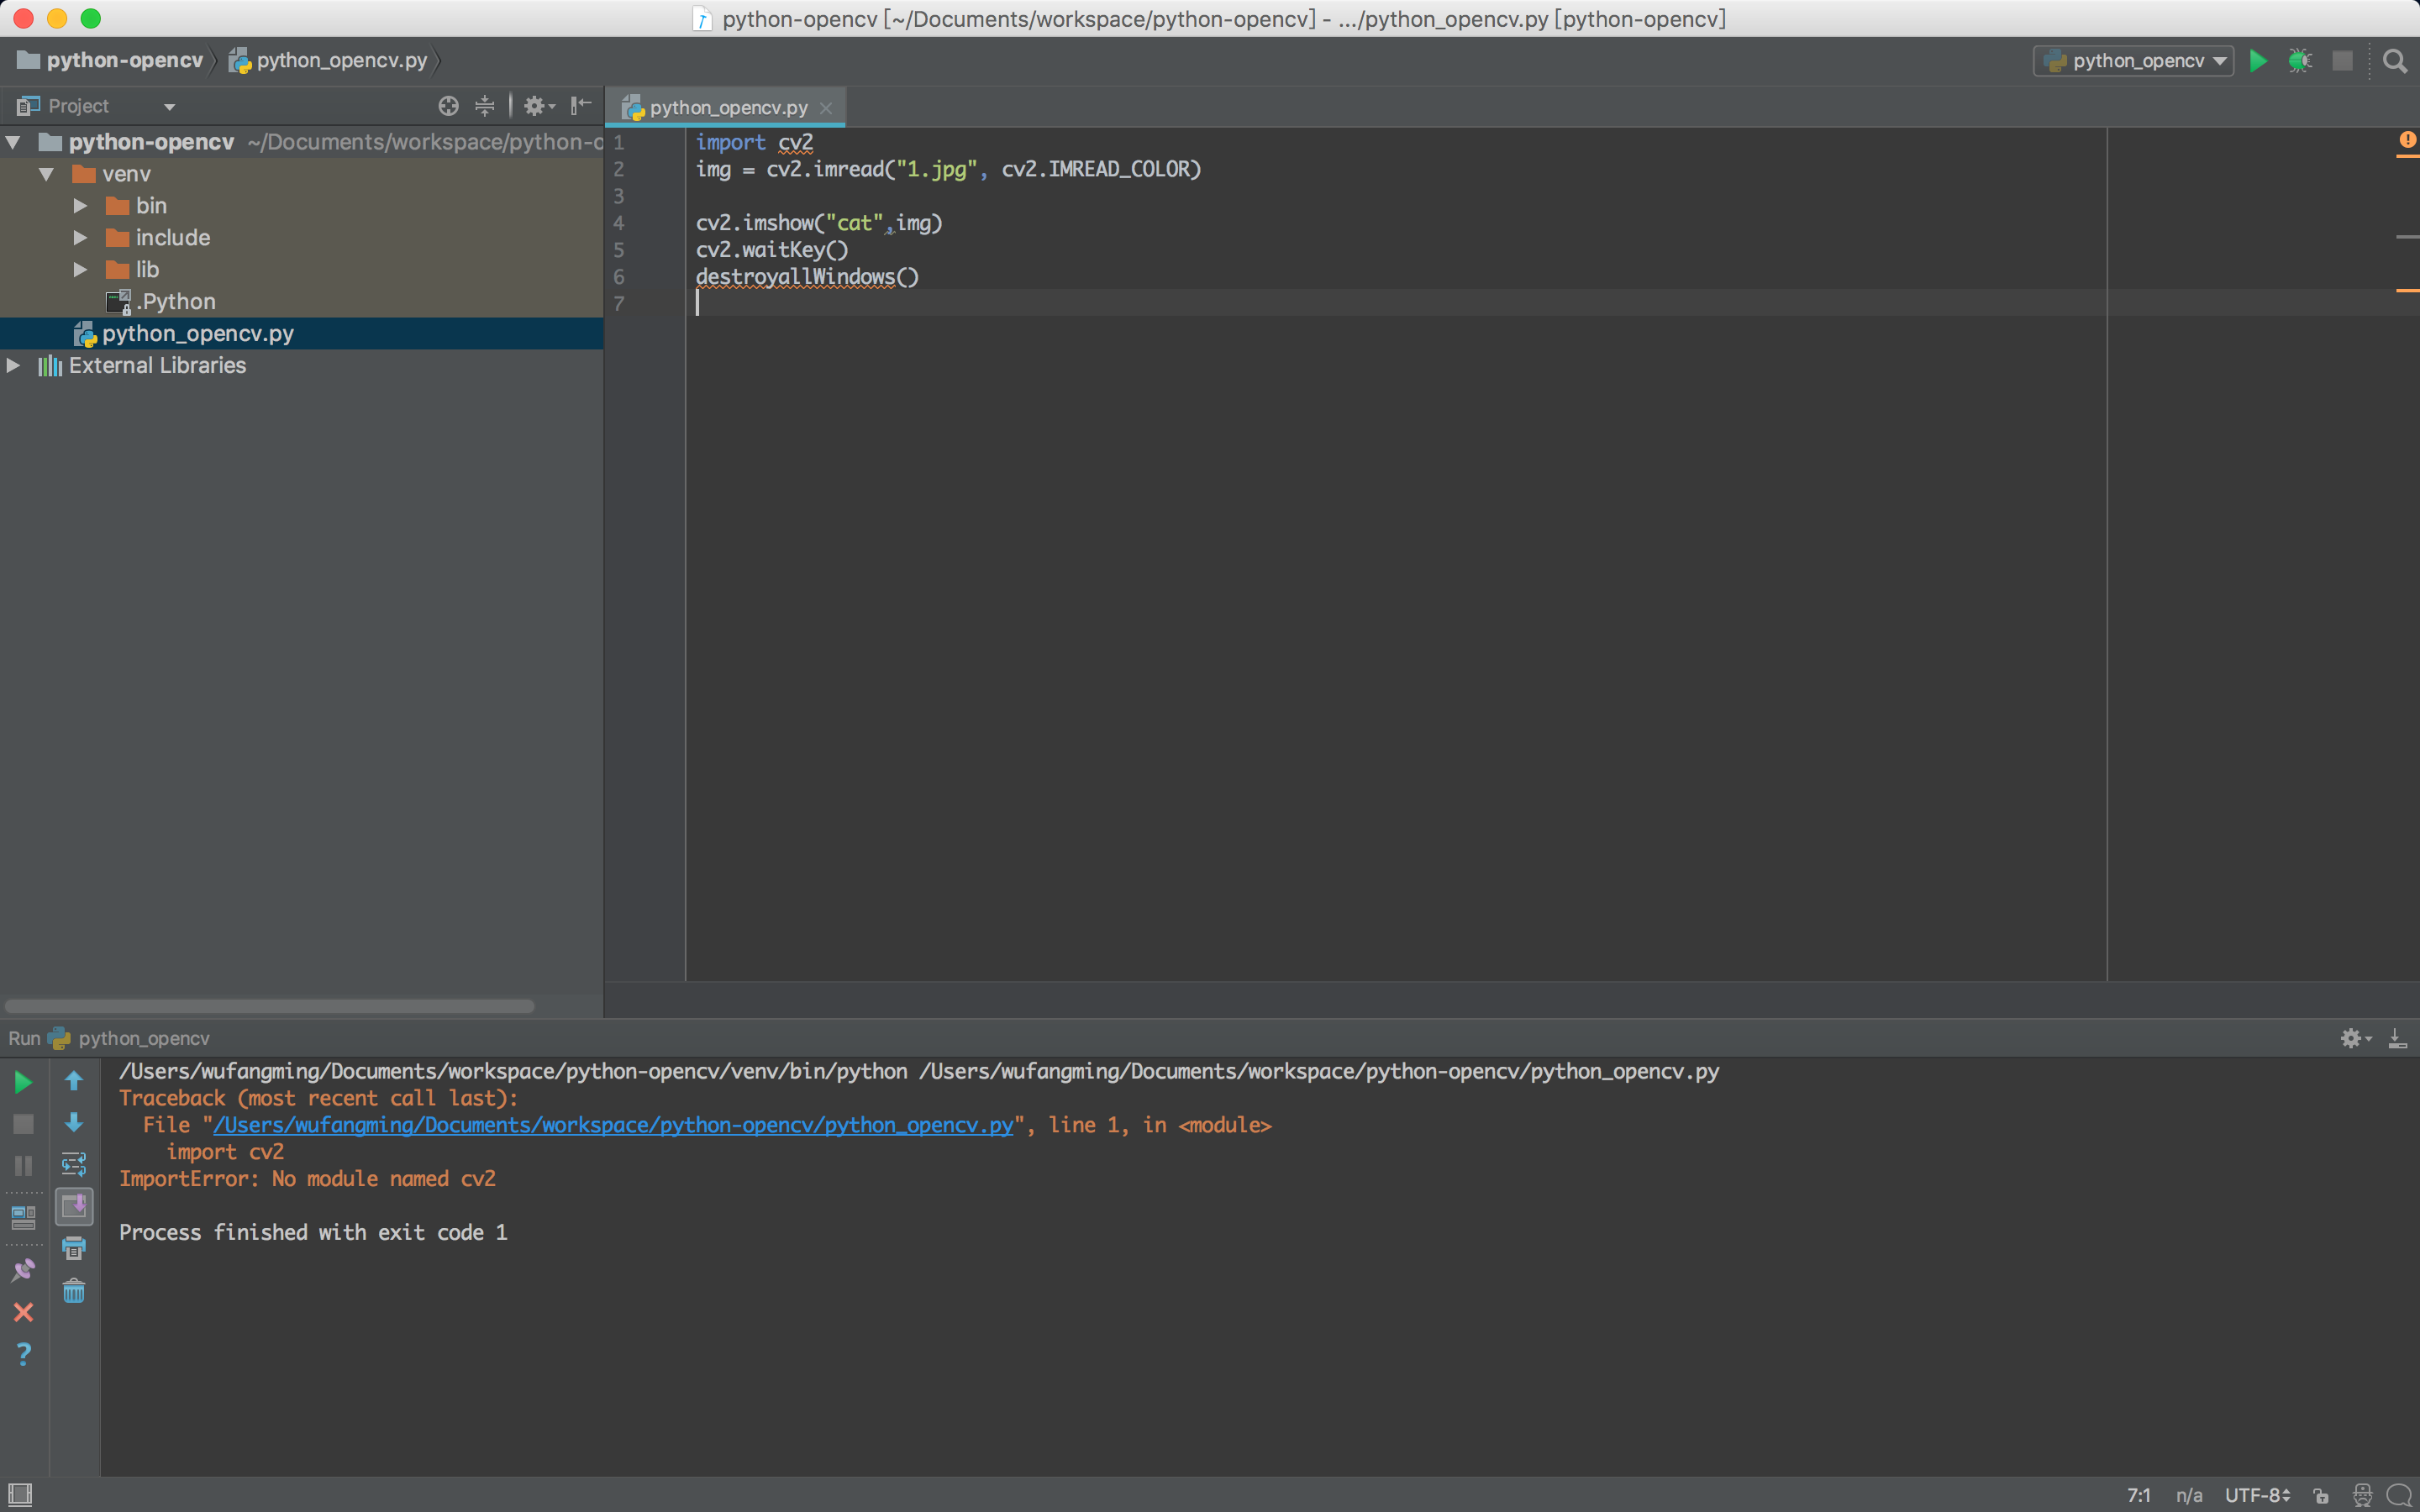 python-opencv [~/Documents/workspace/python-opencv] - .../python_opencv.py [python-opencv]
python-opencv python_opencv.py python_opencv
Project
python_opencv.py
python-opencv ~/Documents/workspace/python-o
venv
bin
include
lib
.Python
python_opencv.py
External Libraries
1 import cv2
2 img = cv2.imread("1.jpg", cv2.IMREAD_COLOR)
3
4 cv2.imshow("cat",img)
5 cv2.waitKey()
6 destroyallWindows()
7
Run python_opencv
/Users/wufangming/Documents/workspace/python-opencv/venv/bin/python /Users/wufangming/Documents/workspace/python-opencv/python_opencv.py
Traceback (most recent call last):
File "/Users/wufangming/Documents/workspace/python-opencv/python_opencv.py", line 1, in <module>
import cv2
ImportError: No module named cv2
Process finished with exit code 1
7:1 n/a UTF-8